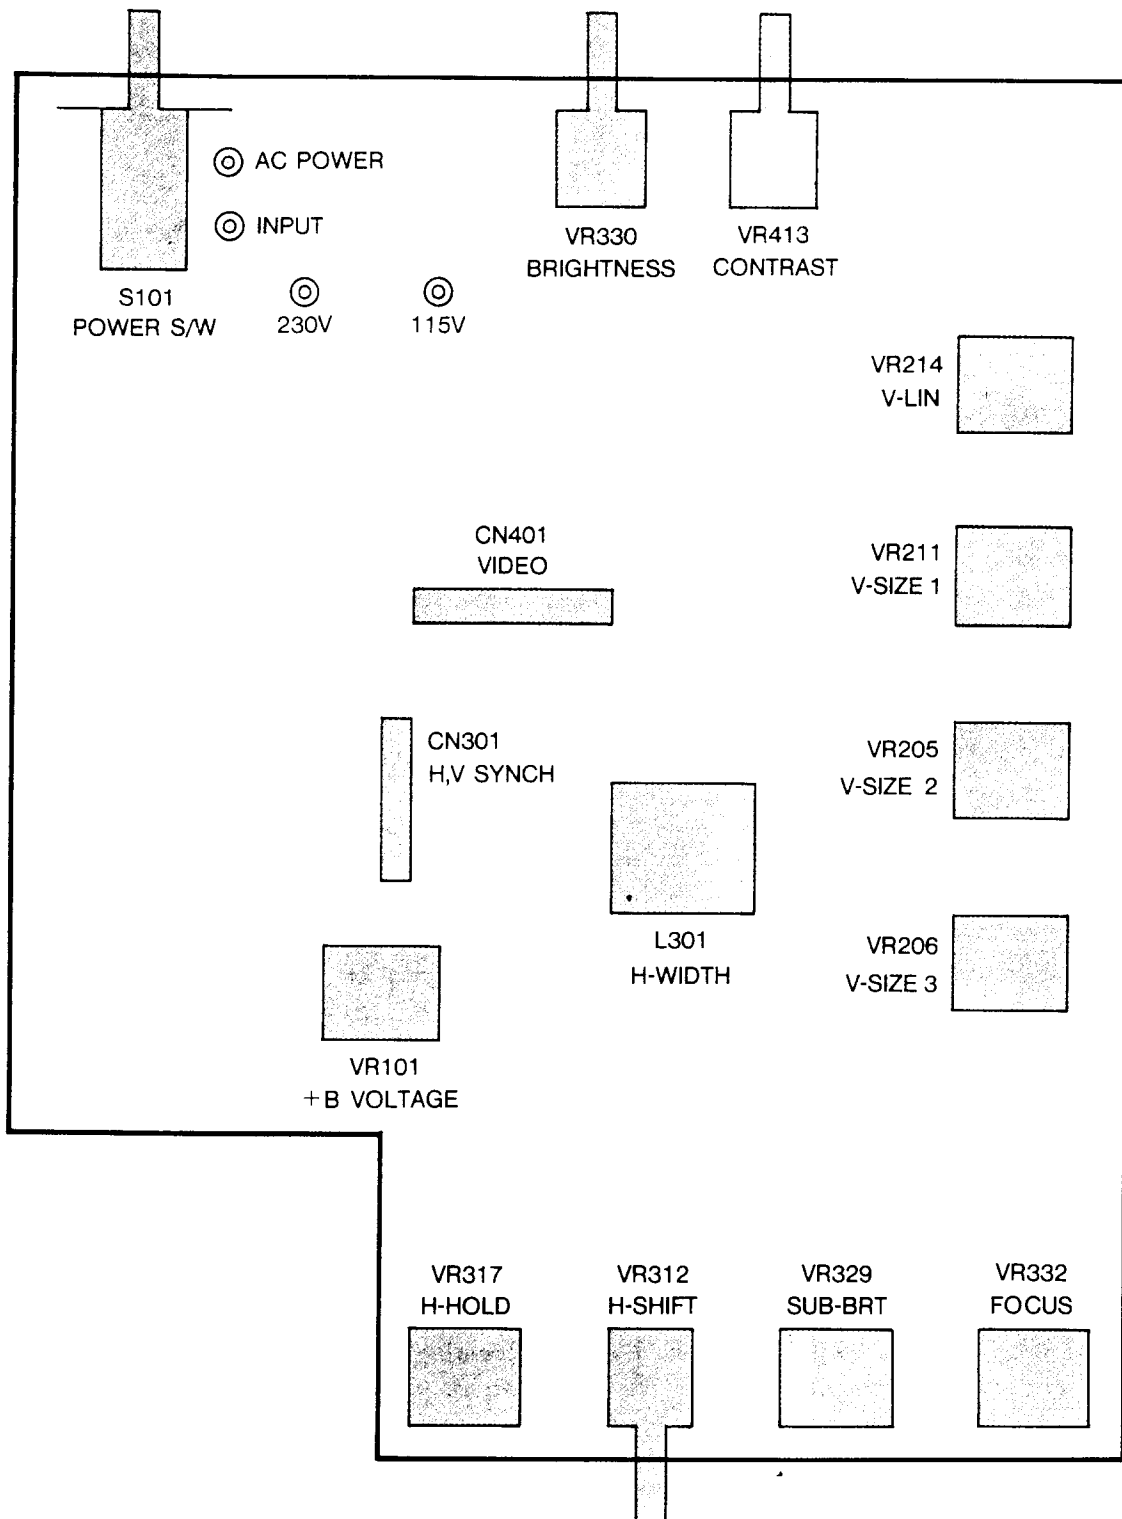 AC POWER
INPUT
S101
POWER S/W
230V
115V
VR330
BRIGHTNESS
VR413
CONTRAST
VR214
V-LIN
CN401
VIDEO
VR211
V-SIZE 1
CN301
H,V SYNCH
VR205
V-SIZE 2
L301
H-WIDTH
VR206
V-SIZE 3
VR101
+B VOLTAGE
VR317
H-HOLD
VR312
H-SHIFT
VR329
SUB-BRT
VR332
FOCUS